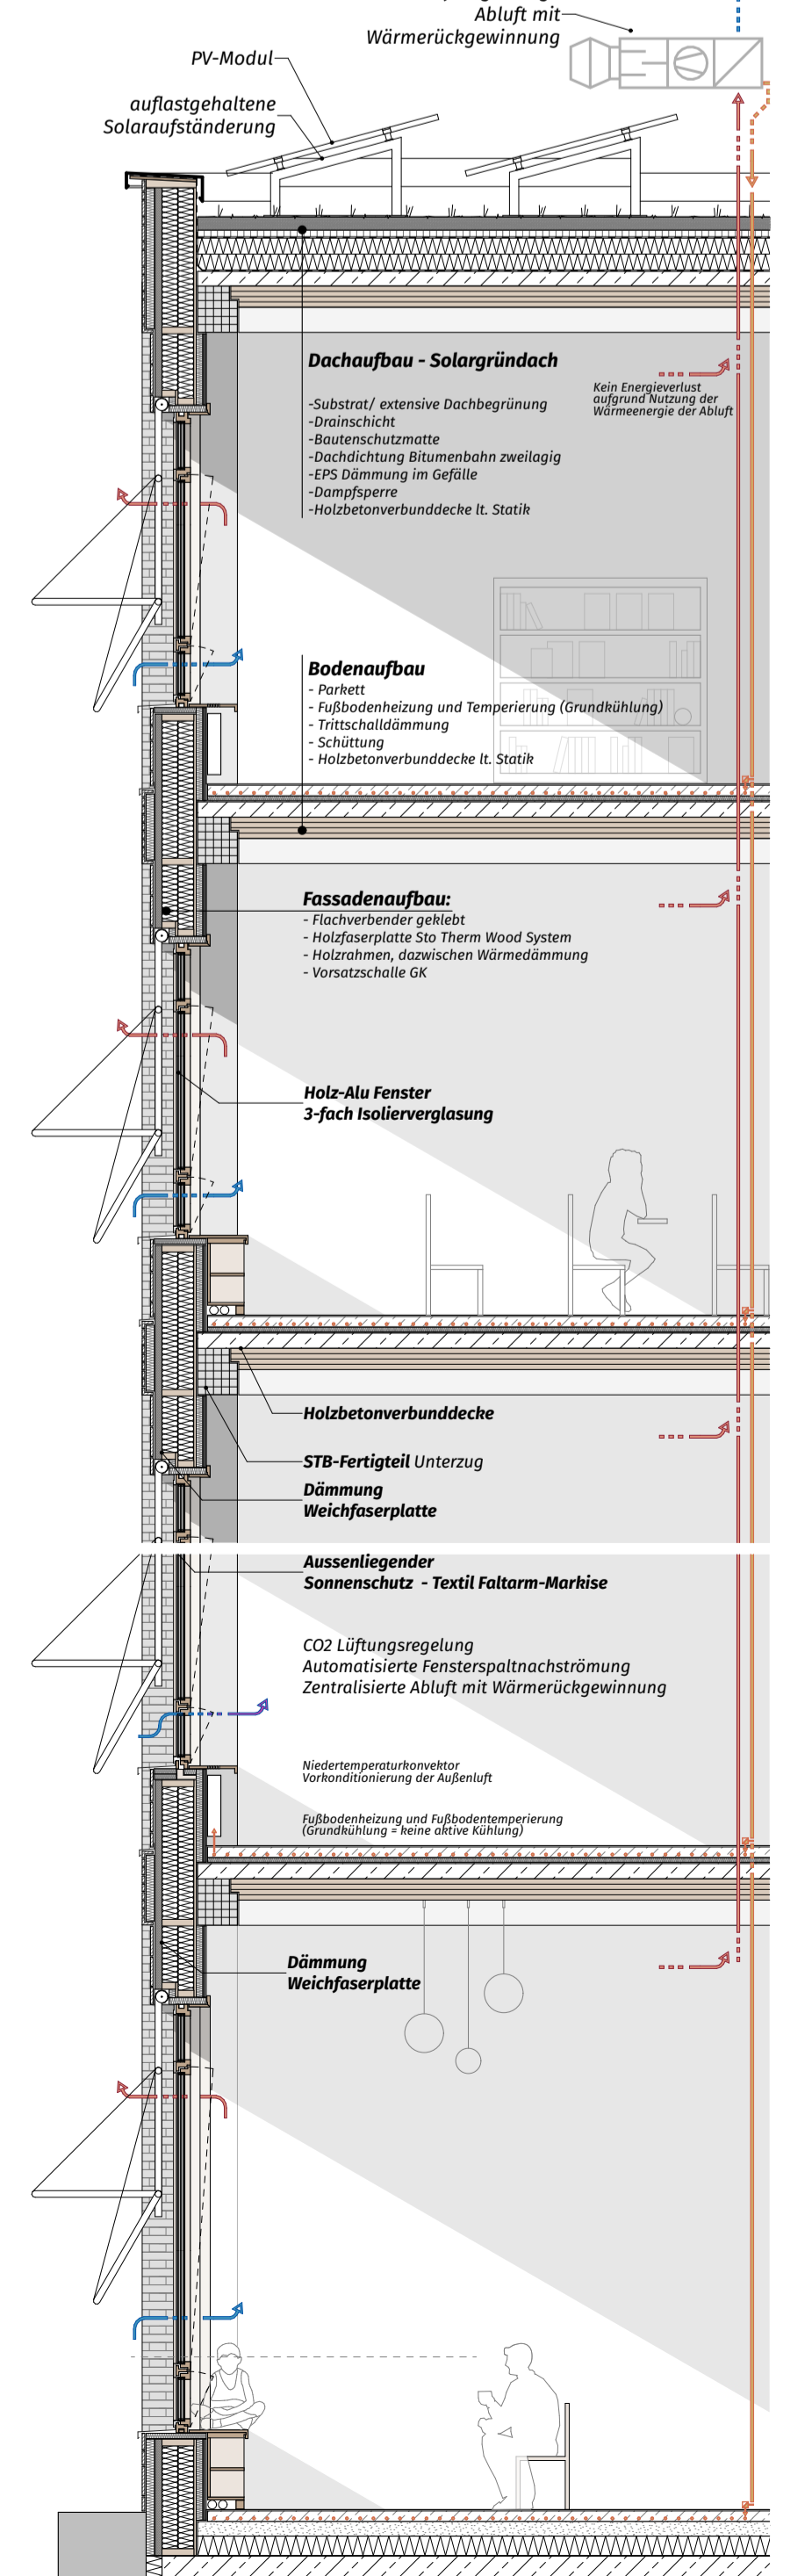 Abluft mit
Wärmerückgewinnung
PV-Modul
auflastgehaltene
Solaraufständerung
Dachaufbau - Solargründach
-Substrat/ extensive Dachbegrünung
-Drainschicht
-Bautenschutzmatte
-Dachdichtung Bitumenbahn zweilagig
-EPS Dämmung im Gefälle
-Dampfsperre
-Holzbetonverbunddecke lt. Statik
Kein Energieverlust
aufgrund Nutzung der
Wärmeenergie der Abluft
Bodenaufbau
- Parkett
- Fußbodenheizung und Temperierung (Grundkühlung)
- Trittschalldämmung
- Schüttung
- Holzbetonverbunddecke lt. Statik
Fassadenaufbau:
- Flachverbender geklebt
- Holzfaserplatte Sto Therm Wood System
- Holzrahmen, dazwischen Wärmedämmung
- Vorsatzschalle GK
Holz-Alu Fenster
3-fach Isolierverglasung
Holzbetonverbunddecke
STB-Fertigteil Unterzug
Dämmung
Weichfaserplatte
Aussenliegender
Sonnenschutz - Textil Faltarm-Markise
CO2 Lüftungsregelung
Automatisierte Fensterspaltnachströmung
Zentralisierte Abluft mit Wärmerückgewinnung
Niedertemperaturkonvektor
Vorkonditionierung der Außenluft
Fußbodenheizung und Fußbodentemperierung
(Grundkühlung = keine aktive Kühlung)
Dämmung
Weichfaserplatte